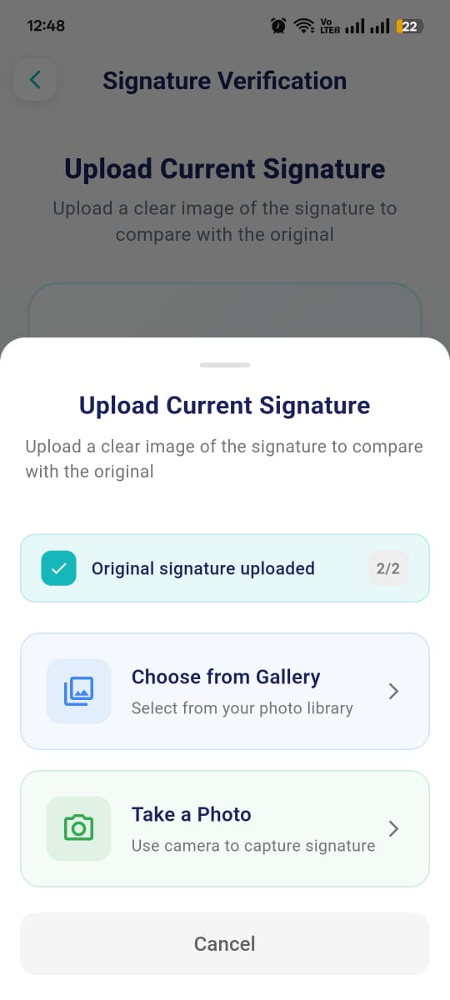 12:48
Vo
LTE2
22
Signature Verification
Upload Current Signature
Upload a clear image of the signature to
compare with the original
Upload Current Signature
Upload a clear image of the signature to compare
with the original
Original signature uploaded
2/2
Choose from Gallery
Select from your photo library
Take a Photo
Use camera to capture signature
Cancel